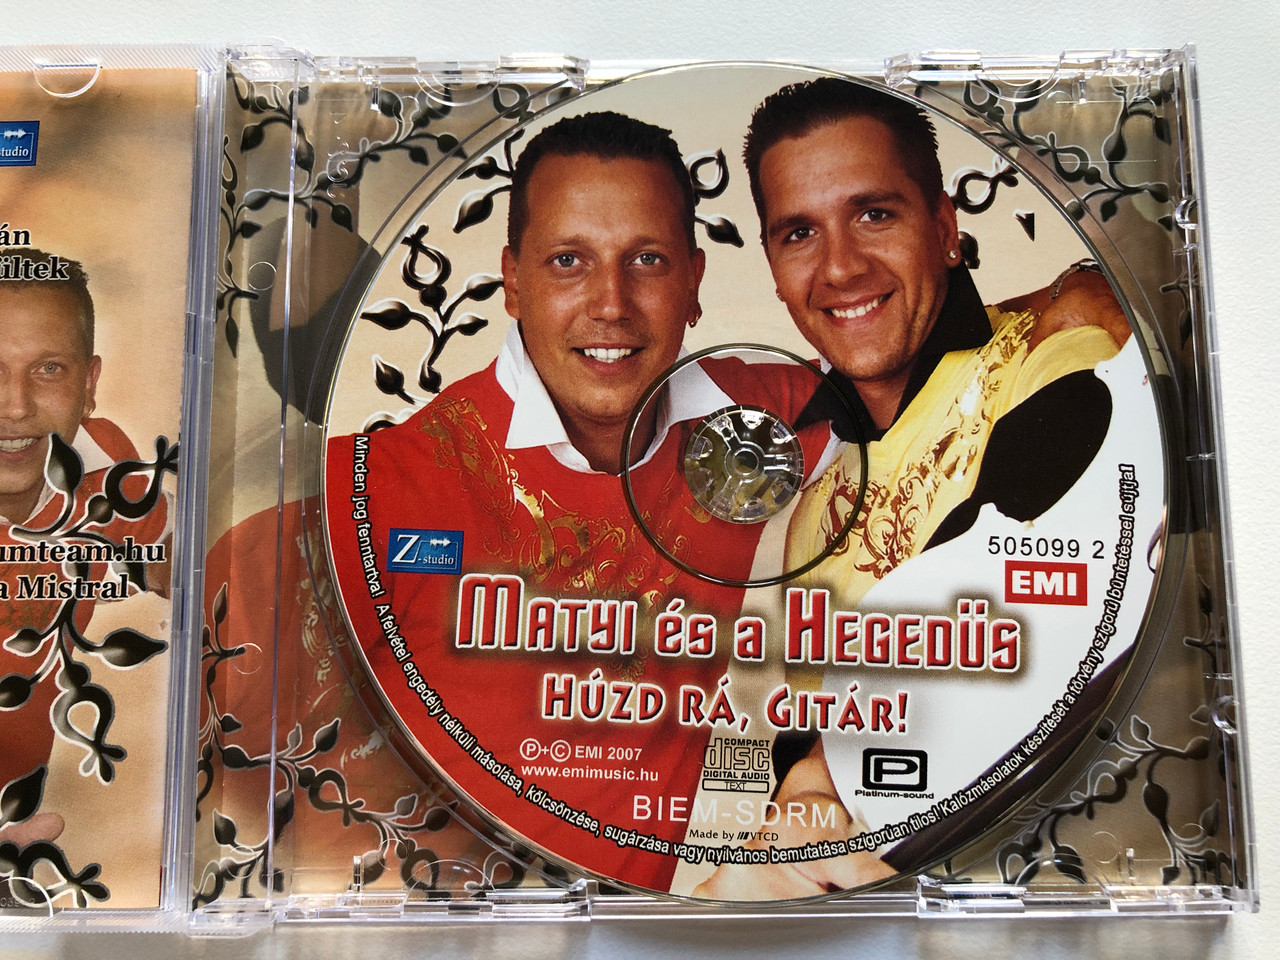 studio
án
ültek
umteam.hu
a Mistral
Z-studio
505099 2
EMI
Matyi és a Hegedüs
Húzd rá, Gitár!
Ⓟ+Ⓒ EMI 2007
www.emimusic.hu
COMPACT
disc
DIGITAL AUDIO
TEXT
P
Platinum-sound
BIEM-SDRM
Made by VTCD
Minden jog fenntartva! A felvétel engedély nélküli másolása, kölcsönzése, sugárzása vagy nyilvános bemutatása szigorúan tilos! Kalózmásolatok készítését a törvény szigorú büntetéssel sújtja!